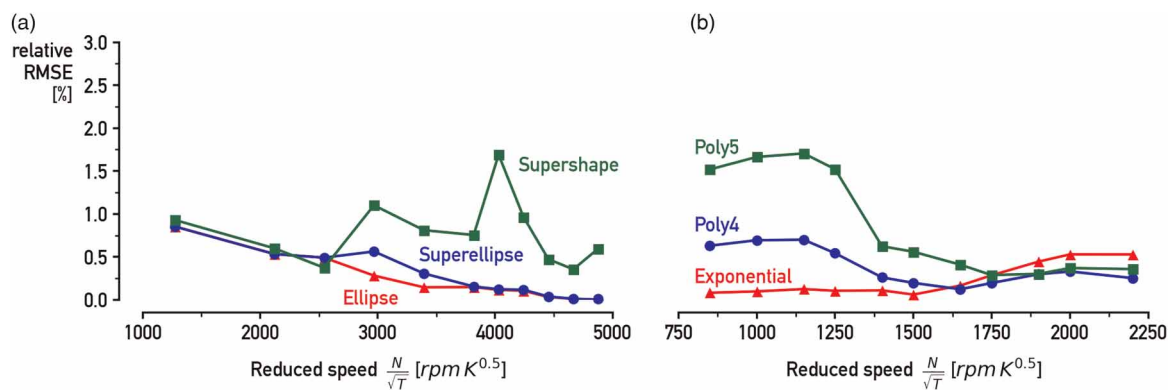 (a)
relative
RMSE
[%]
3.0
2.5
2.0
1.5
1.0
0.5
0.0
Supershape
Superellipse
Ellipse
1000 2000 3000 4000 5000
Reduced speed N/√T [rpm K^0.5]
(b)
Poly5
Poly4
Exponential
750 1000 1250 1500 1750 2000 2250
Reduced speed N/√T [rpm K^0.5]